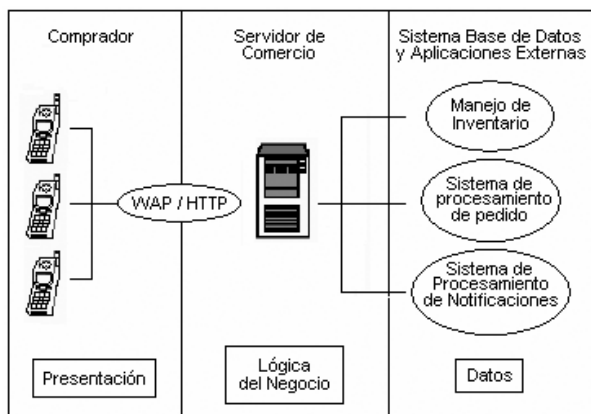 Comprador
Servidor de
Comercio
Sistema Base de Datos
y Aplicaciones Externas
WAP / HTTP
Manejo de
Inventario
Sistema de
procesamiento
de pedido
Sistema de
Procesamiento
de Notificaciones
Presentación
Lógica
del Negocio
Datos